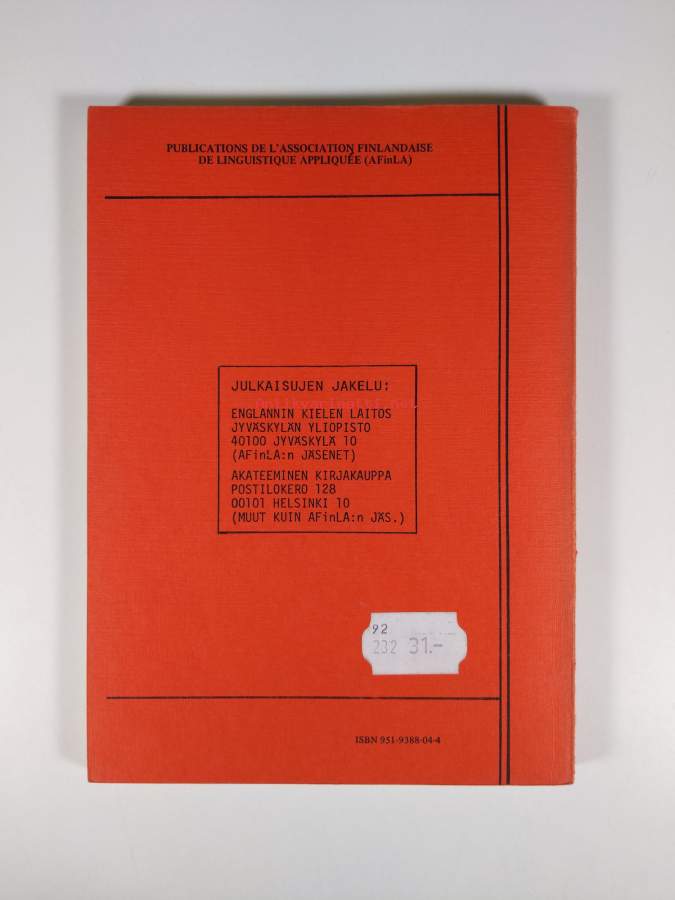 PUBLICATIONS DE L'ASSOCIATION FINLANDAISE
DE LINGUISTIQUE APPLIQUÉE (AFinLA)
JULKAISUJEN JAKELU:
Antikvariaatti.net
ENGLANNIN KIELEN LAITOS
JYVÄSKYLÄN YLIOPISTO
40100 JYVÄSKYLÄ 10
(AFinLA:n JÄSENET)
AKATEEMINEN KIRJAKAUPPA
POSTILOKERO 128
00101 HELSINKI 10
(MUUT KUIN AFinLA:n JÄS.)
92
232 31.-
ISBN 951-9388-04-4